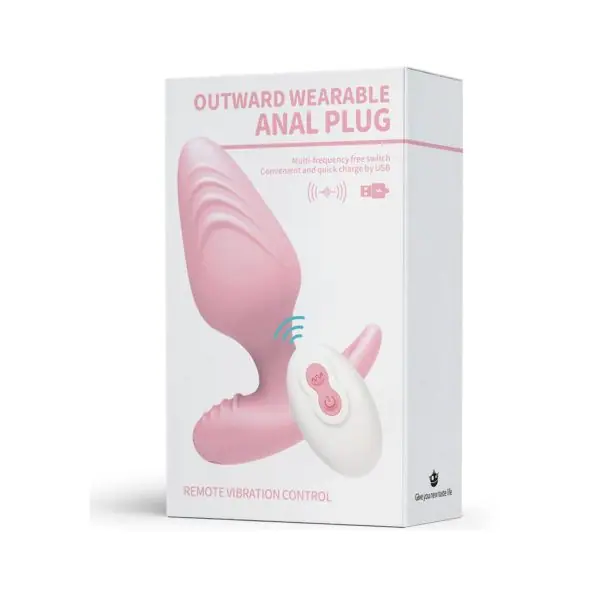 OUTWARD WEARABLE
ANAL PLUG
Multi-frequency free switch
Convenient and quick charge by USB
REMOTE VIBRATION CONTROL
Give you new taste life